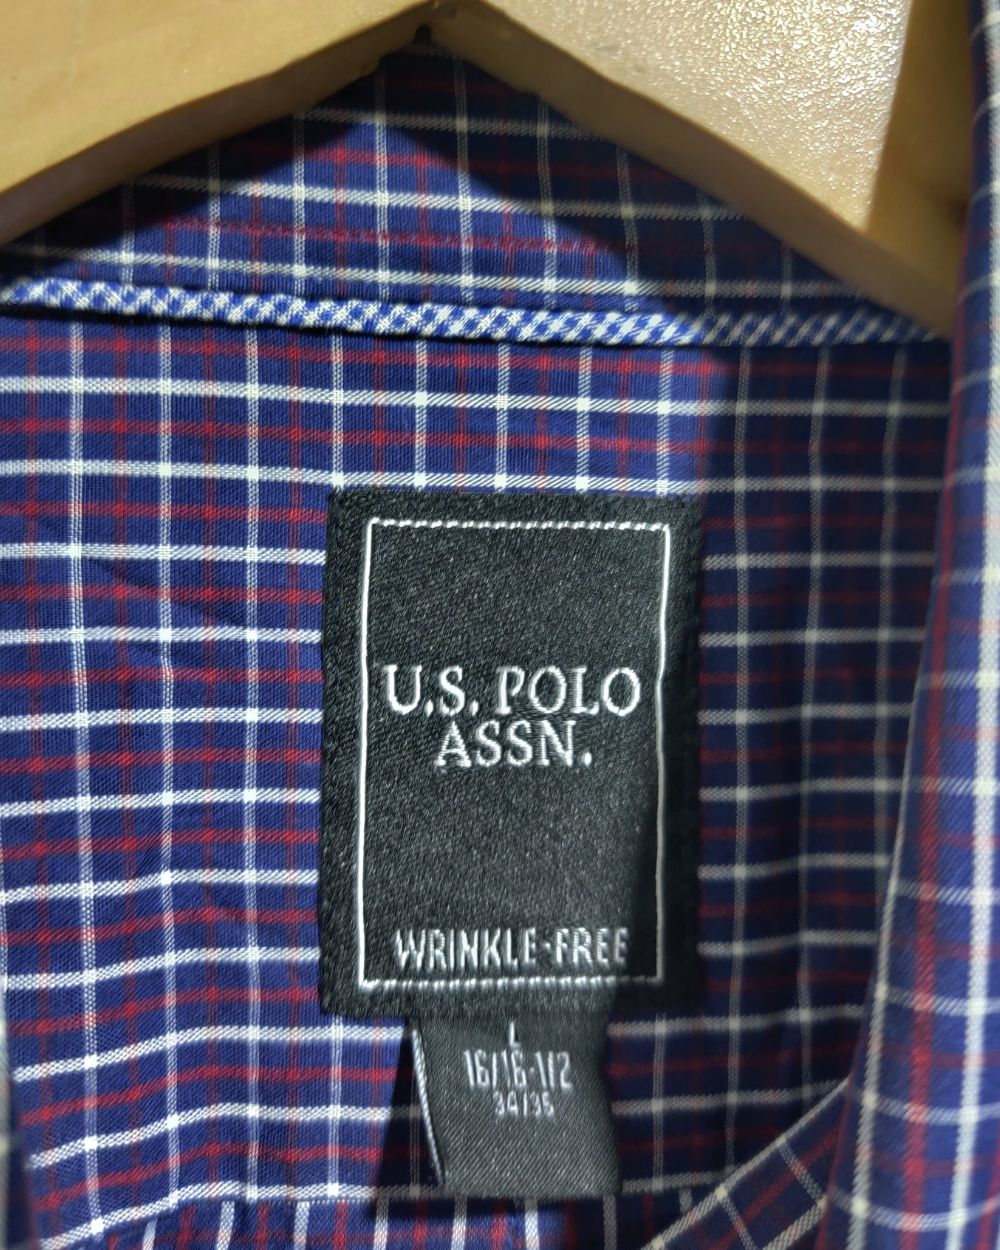 U.S. POLO
ASSN.
WRINKLE-FREE
L
16/16-1/2
34/35